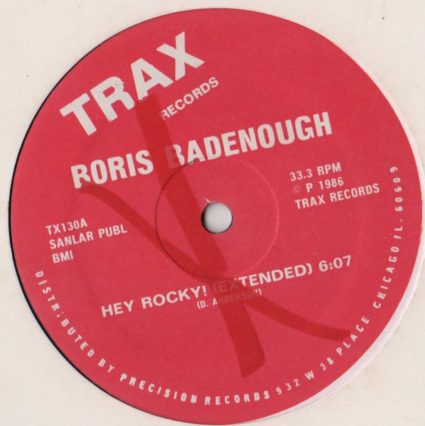 TRAX
RECORDS
BORIS BADENOUGH
33.3 RPM
© P 1986
TRAX RECORDS
TX130A
SANLAR PUBL
BMI
HEY ROCKY! (EXTENDED) 6:07
(D. ANDERSON)
DISTRIBUTED BY PRECISION RECORDS 932 W 38 PLACE CHICAGO IL. 60609